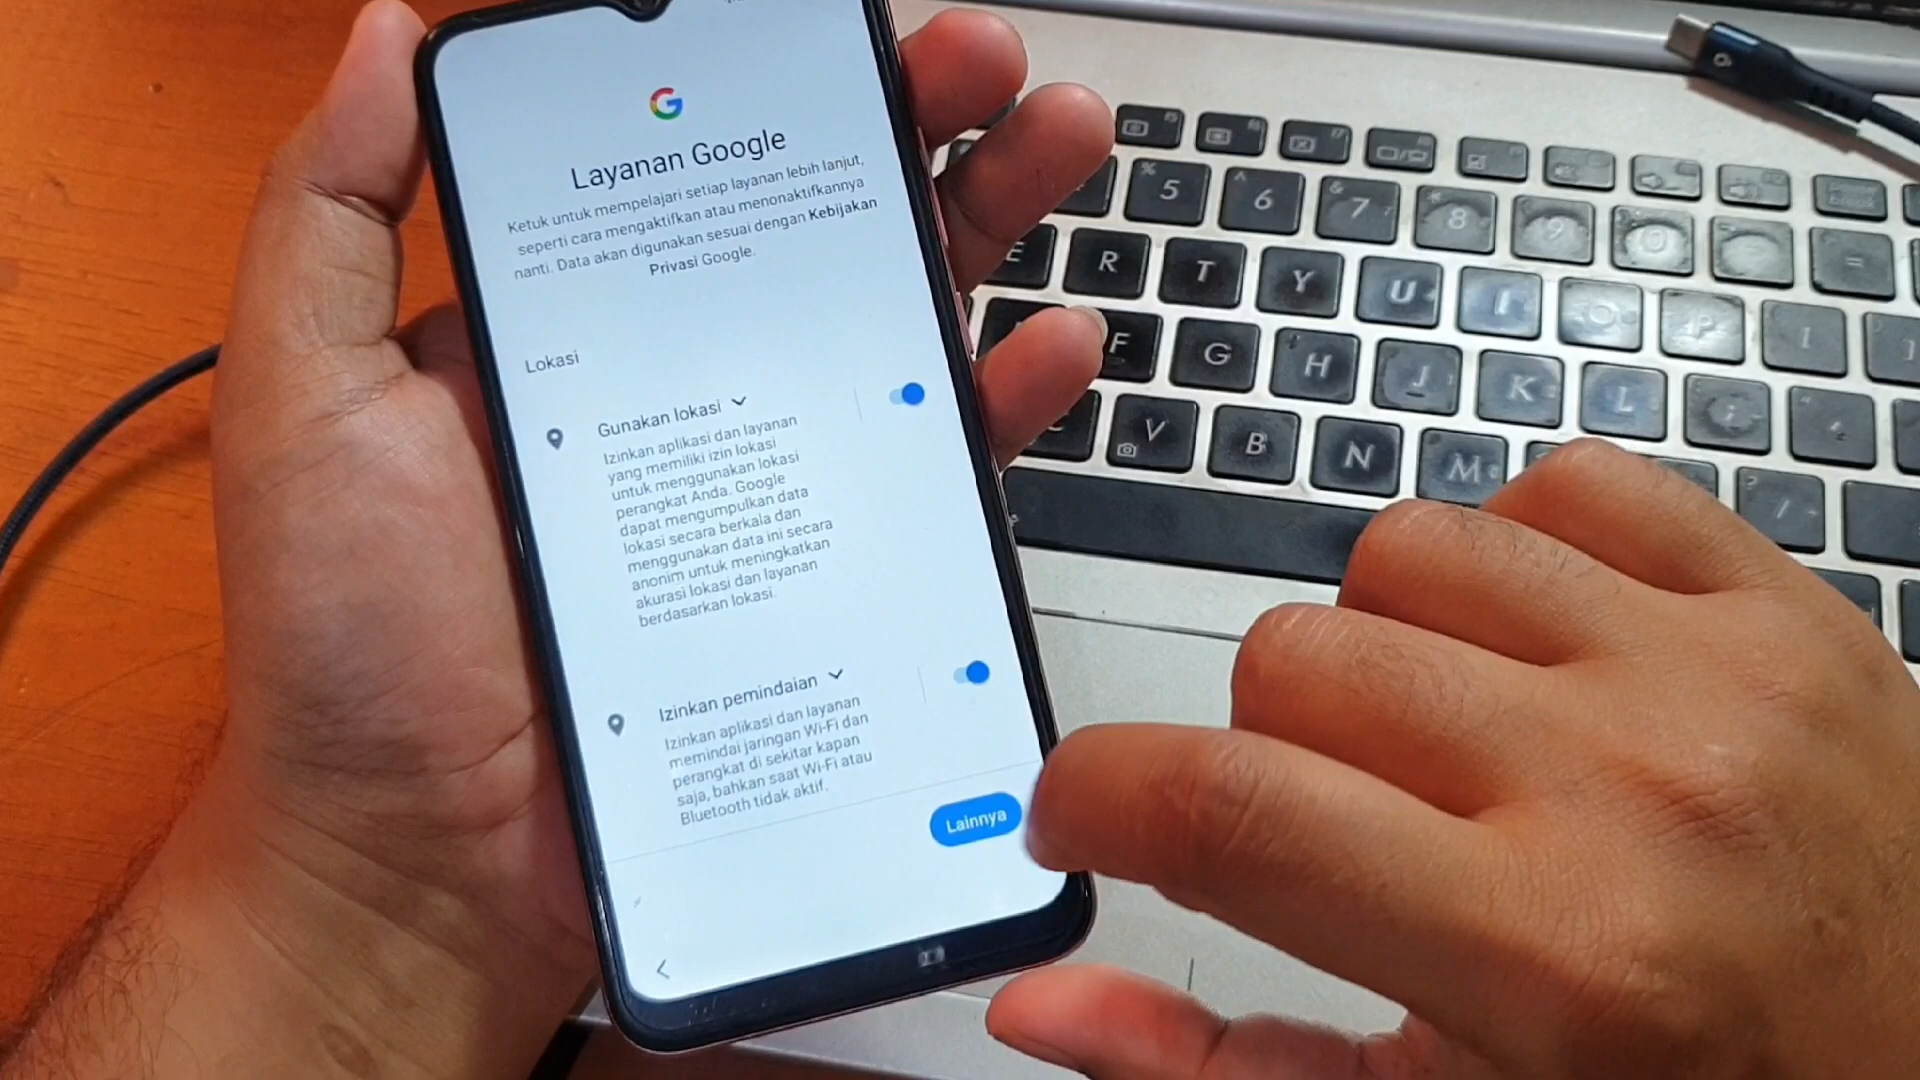 Layanan Google
Ketuk untuk mempelajari setiap layanan lebih lanjut,
seperti cara mengaktifkan atau menonaktifkannya
nanti. Data akan digunakan sesuai dengan Kebijakan
Privasi Google.
Lokasi
Gunakan lokasi
Izinkan aplikasi dan layanan
yang memiliki izin lokasi
untuk menggunakan lokasi
perangkat Anda. Google
dapat mengumpulkan data
lokasi secara berkala dan
menggunakan data ini secara
anonim untuk meningkatkan
akurasi lokasi dan layanan
berdasarkan lokasi.
Izinkan pemindaian
Izinkan aplikasi dan layanan
memindai jaringan Wi-Fi dan
perangkat di sekitar kapan
saja, bahkan saat Wi-Fi atau
Bluetooth tidak aktif.
Lainnya
% 5 ^ 6 & 7 * 8 9 0 =
E R T Y U I O P [ ]
F G H J K L
C V B N M ? /